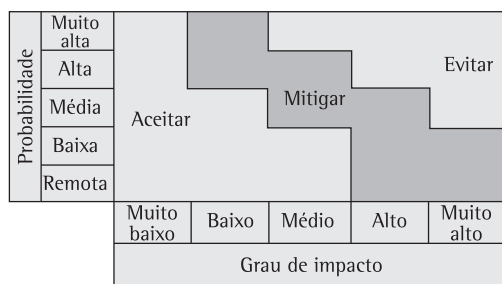 Probabilidade
Muito
alta
Alta
Média
Baixa
Remota
Aceitar
Mitigar
Evitar
Muito
baixo
Baixo
Médio
Alto
Muito
alto
Grau de impacto